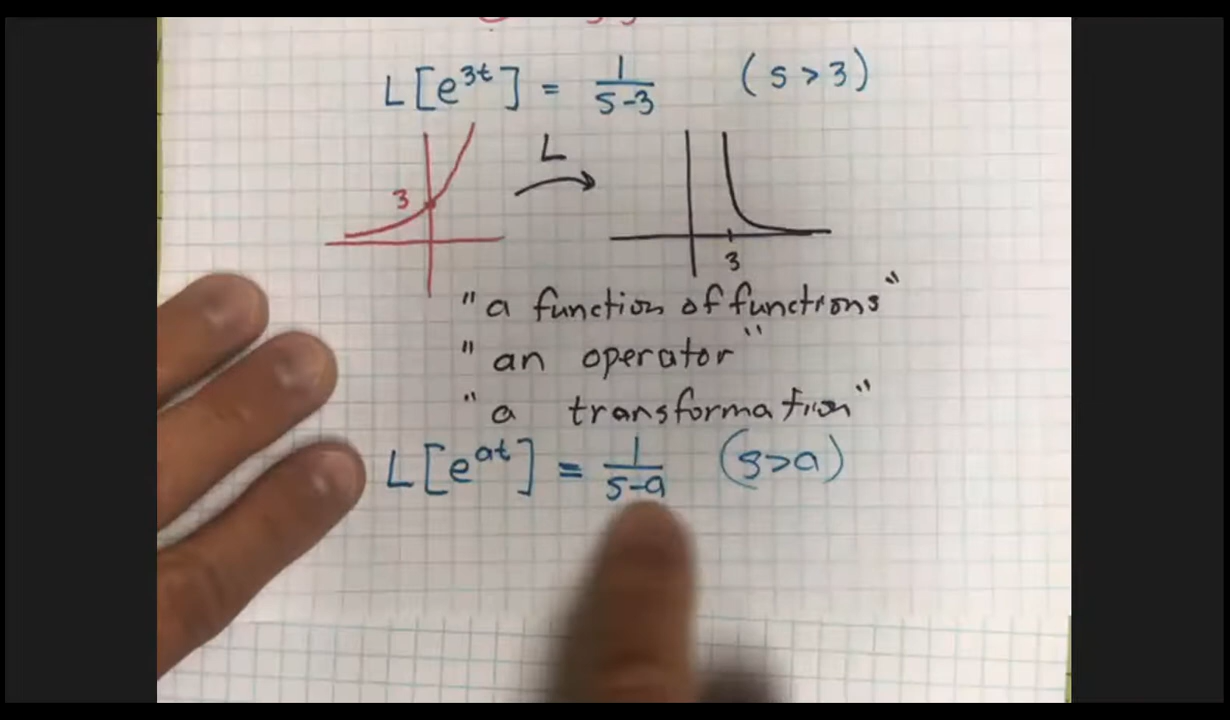 L[e^{3t}] = 1/(s-3) (s > 3)
3
L
3
"a function of functions"
"an operator"
"a transformation"
L[e^{at}] = 1/(s-a) (s>a)